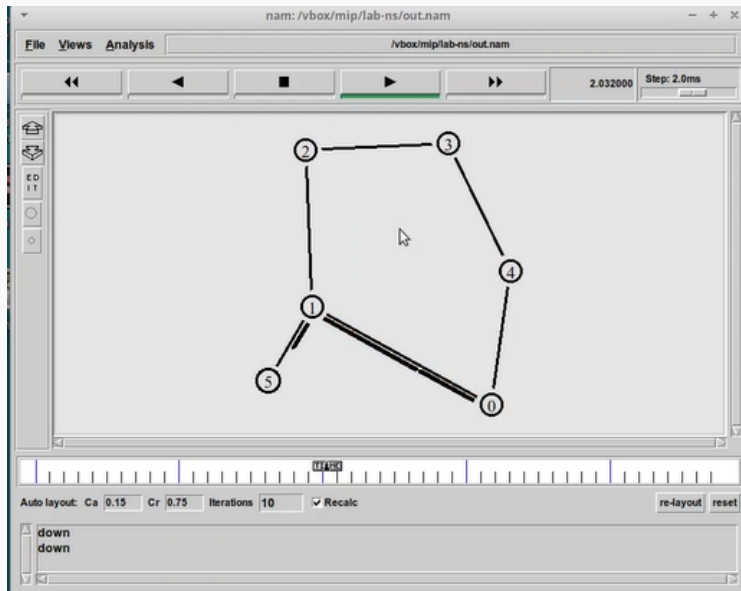 nam: /vbox/mip/lab-ns/out.nam
File Views Analysis /vbox/mip/lab-ns/out.nam
2.032000 Step: 2.0ms
ED
IT
2
3
4
1
5
0
TIME
Auto layout: Ca 0.15 Cr 0.75 Iterations 10 Recalc re-layout reset
down
down